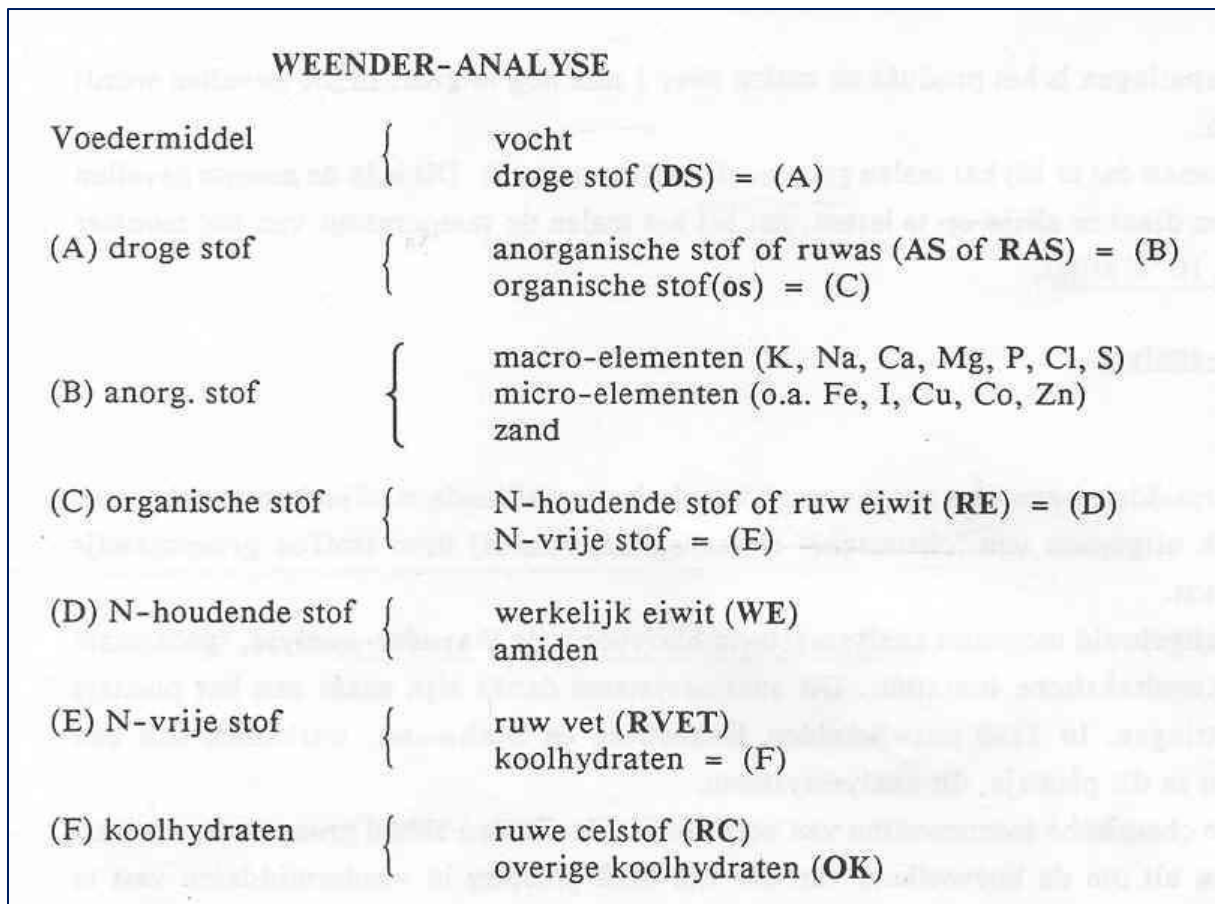 WEENDER-ANALYSE
Voedermiddel { vocht
droge stof (DS) = (A)
(A) droge stof { anorganische stof of ruwas (AS of RAS) = (B)
organische stof(os) = (C)
macro-elementen (K, Na, Ca, Mg, P, Cl, S)
(B) anorg. stof { micro-elementen (o.a. Fe, I, Cu, Co, Zn)
zand
(C) organische stof { N-houdende stof of ruw eiwit (RE) = (D)
N-vrije stof = (E)
(D) N-houdende stof { werkelijk eiwit (WE)
amiden
(E) N-vrije stof { ruw vet (RVET)
koolhydraten = (F)
(F) koolhydraten { ruwe celstof (RC)
overige koolhydraten (OK)